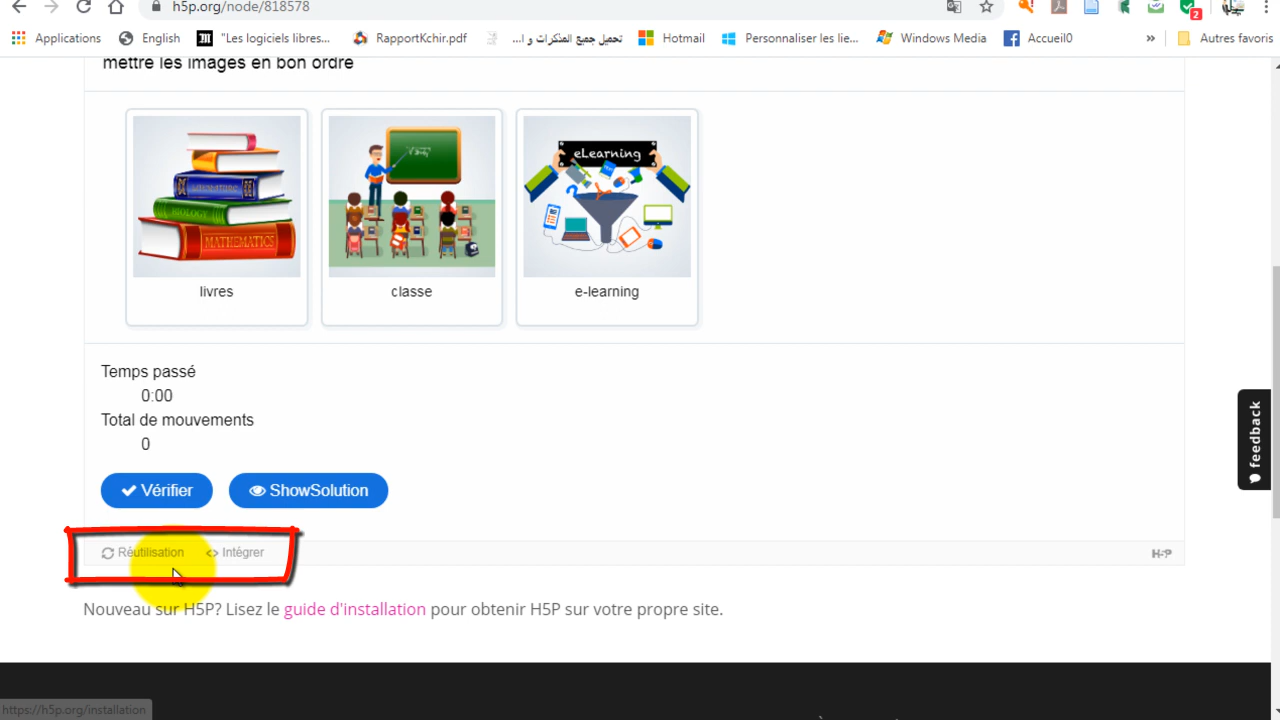 h5p.org/node/818578
2
Applications English "Les logiciels libres... RapportKchir.pdf تحميل جميع المذكرات و ا... Hotmail Personnaliser les lie... Windows Media Accueil0 » Autres favoris
mettre les images en bon ordre
LITERATURE
BIOLOGY
MATHEMATICS
eLearning
livres classe e-learning
Temps passé
0:00
Total de mouvements
0
Vérifier ShowSolution
feedback
Réutilisation <> Intégrer H5P
Nouveau sur H5P? Lisez le guide d'installation pour obtenir H5P sur votre propre site.
https://h5p.org/installation